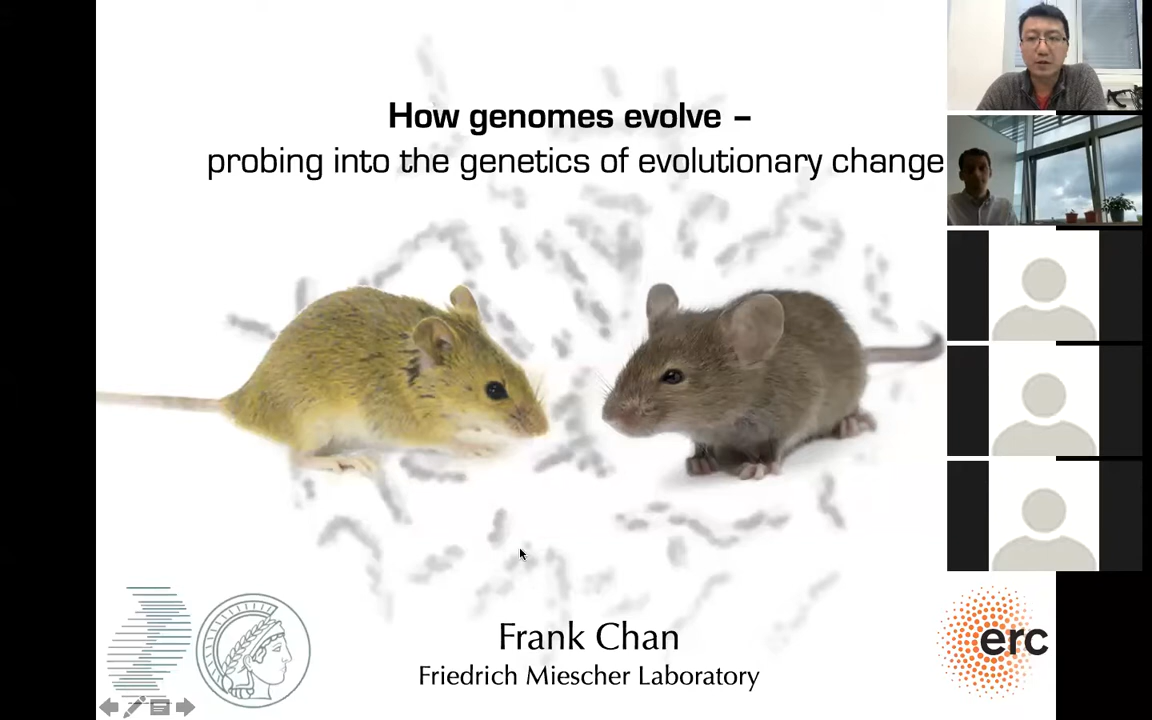 How genomes evolve –
probing into the genetics of evolutionary change
Frank Chan
Friedrich Miescher Laboratory
erc